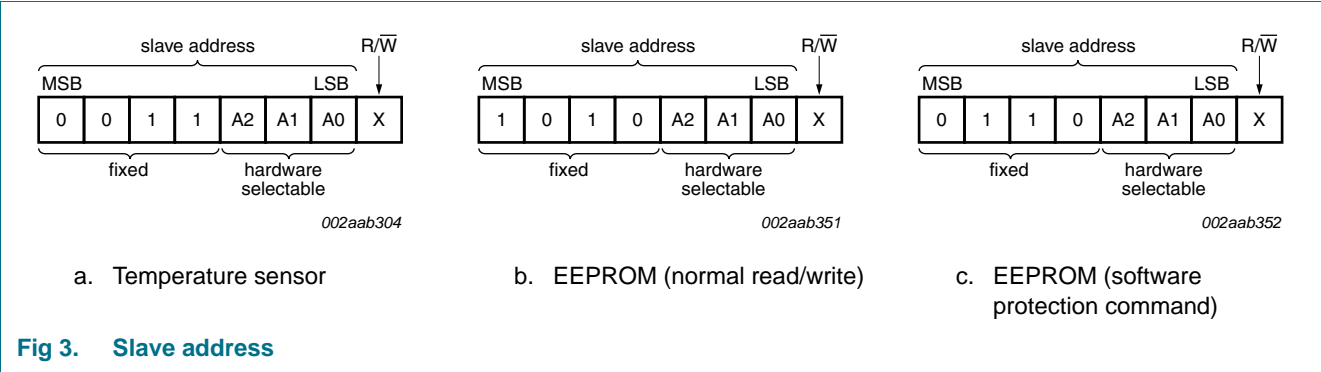 slave address R/W̅
MSB LSB
0 0 1 1 A2 A1 A0 X
fixed hardware
selectable
002aab304
a. Temperature sensor
slave address R/W̅
MSB LSB
1 0 1 0 A2 A1 A0 X
fixed hardware
selectable
002aab351
b. EEPROM (normal read/write)
slave address R/W̅
MSB LSB
0 1 1 0 A2 A1 A0 X
fixed hardware
selectable
002aab352
c. EEPROM (software
protection command)
Fig 3. Slave address